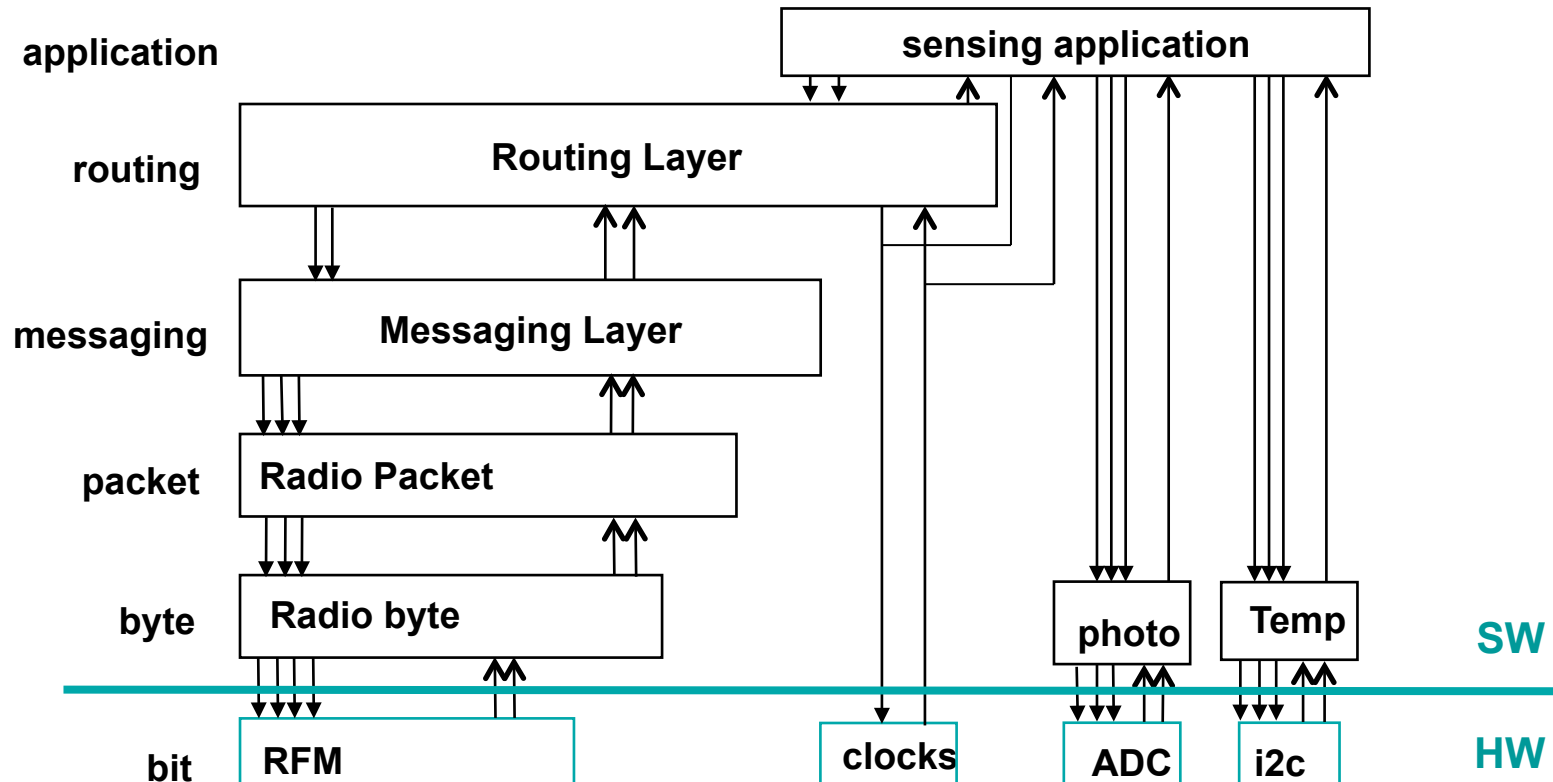 application
sensing application
routing
Routing Layer
messaging
Messaging Layer
packet
Radio Packet
byte
Radio byte
photo
Temp
SW
bit
RFM
clocks
ADC
i2c
HW